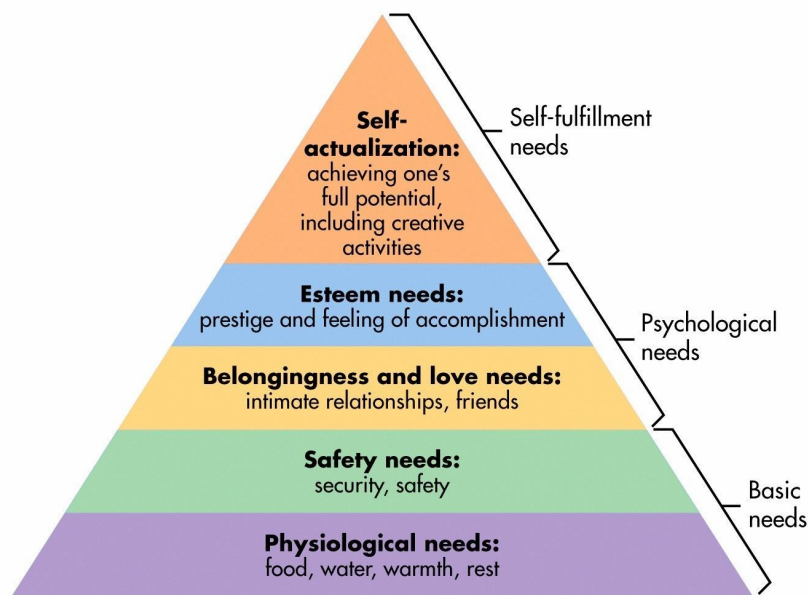 Self-
actualization:
achieving one's
full potential,
including creative
activities
Self-fulfillment
needs
Esteem needs:
prestige and feeling of accomplishment
Belongingness and love needs:
intimate relationships, friends
Psychological
needs
Safety needs:
security, safety
Physiological needs:
food, water, warmth, rest
Basic
needs